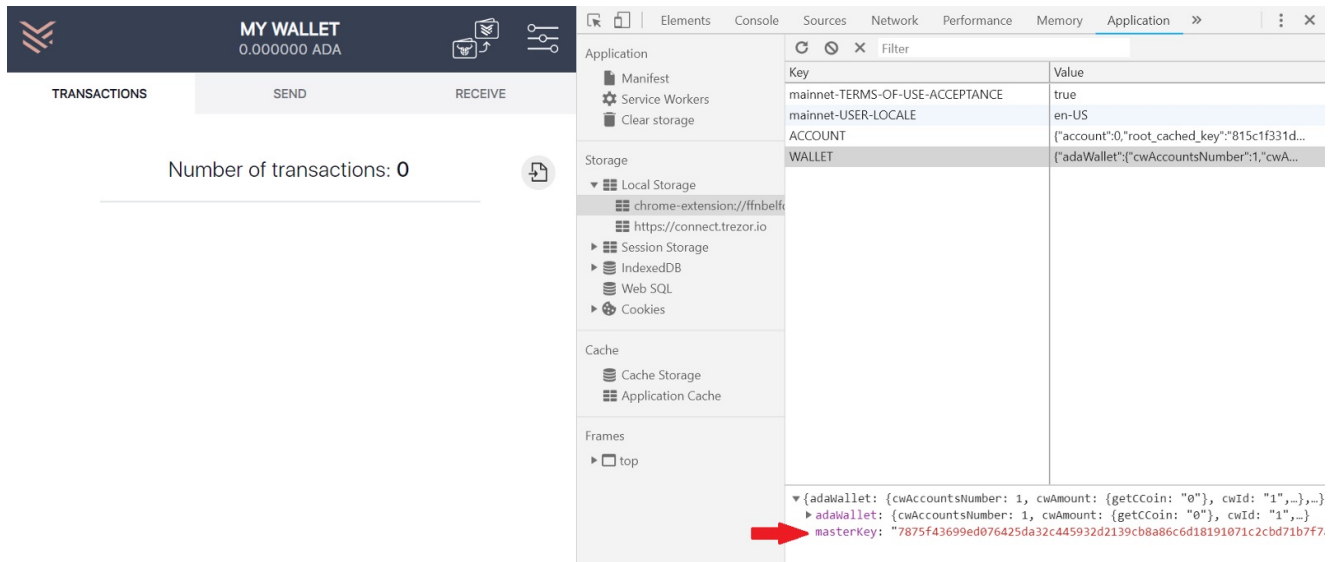 MY WALLET
0.000000 ADA
TRANSACTIONS SEND RECEIVE
Number of transactions: 0
Elements Console Sources Network Performance Memory Application »
Application
Manifest
Service Workers
Clear storage
Storage
Local Storage
chrome-extension://ffnbelfd
https://connect.trezor.io
Session Storage
IndexedDB
Web SQL
Cookies
Cache
Cache Storage
Application Cache
Frames
top
Filter
Key Value
mainnet-TERMS-OF-USE-ACCEPTANCE true
mainnet-USER-LOCALE en-US
ACCOUNT {"account":0,"root_cached_key":"815c1f331d...
WALLET {"adaWallet":{"cwAccountsNumber":1,"cwA...
{adaWallet: {cwAccountsNumber: 1, cwAmount: {getCCoin: "0"}, cwId: "1",…},…}
adaWallet: {cwAccountsNumber: 1, cwAmount: {getCCoin: "0"}, cwId: "1",…}
masterKey: "7875f43699ed076425da32c445932d2139cb8a86c6d18191071c2cbd71b7f7